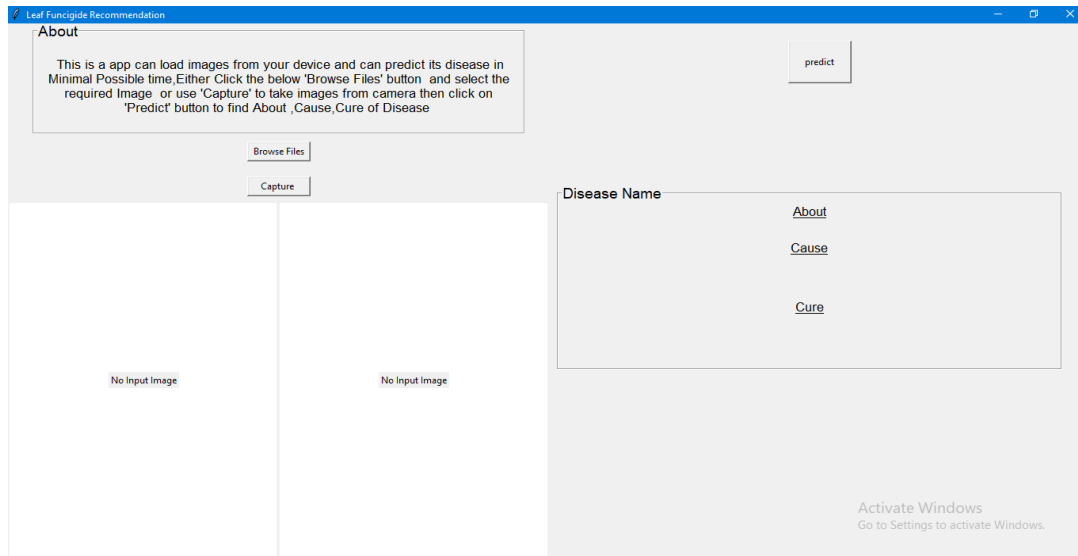 Leaf Funcigide Recommendation
About
This is a app can load images from your device and can predict its disease in
Minimal Possible time,Either Click the below 'Browse Files' button  and select the
required Image  or use 'Capture' to take images from camera then click on
'Predict' button to find About ,Cause,Cure of Disease
Browse Files
Capture
No Input Image
No Input Image
predict
Disease Name
About
Cause
Cure
Activate Windows
Go to Settings to activate Windows.